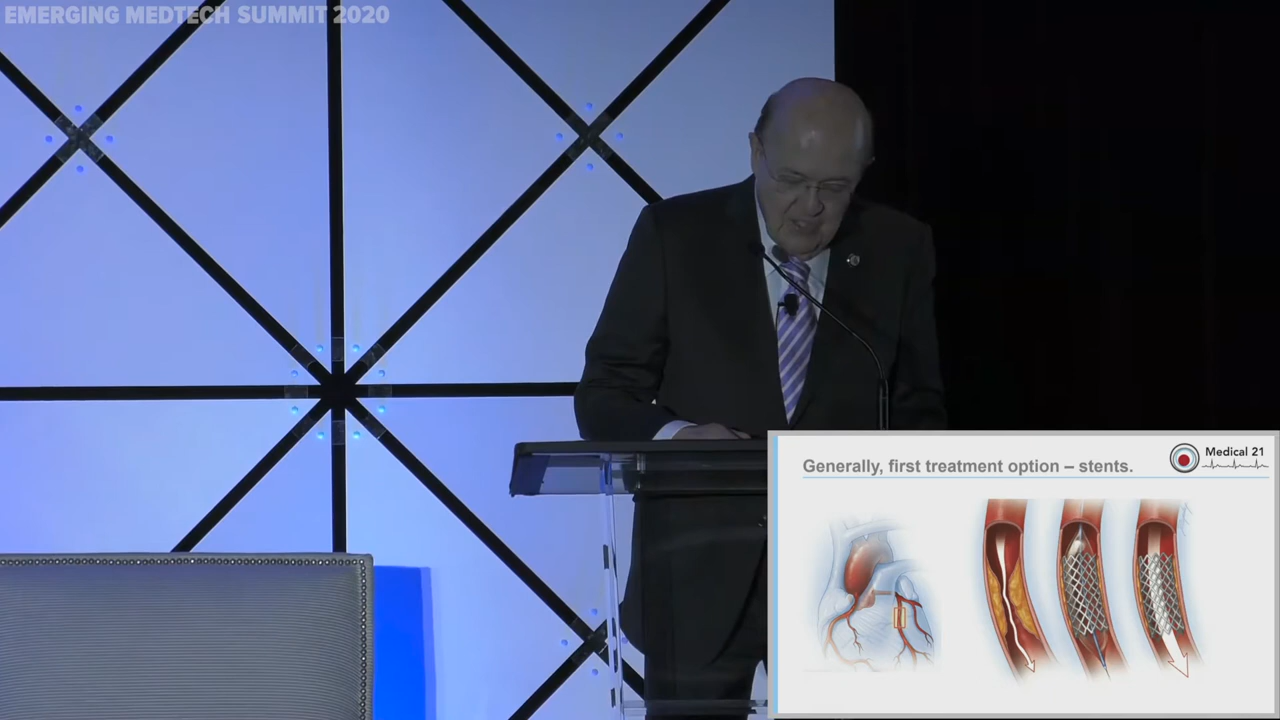 EMERGING MEDTECH SUMMIT 2020
Generally, first treatment option – stents.
Medical 21